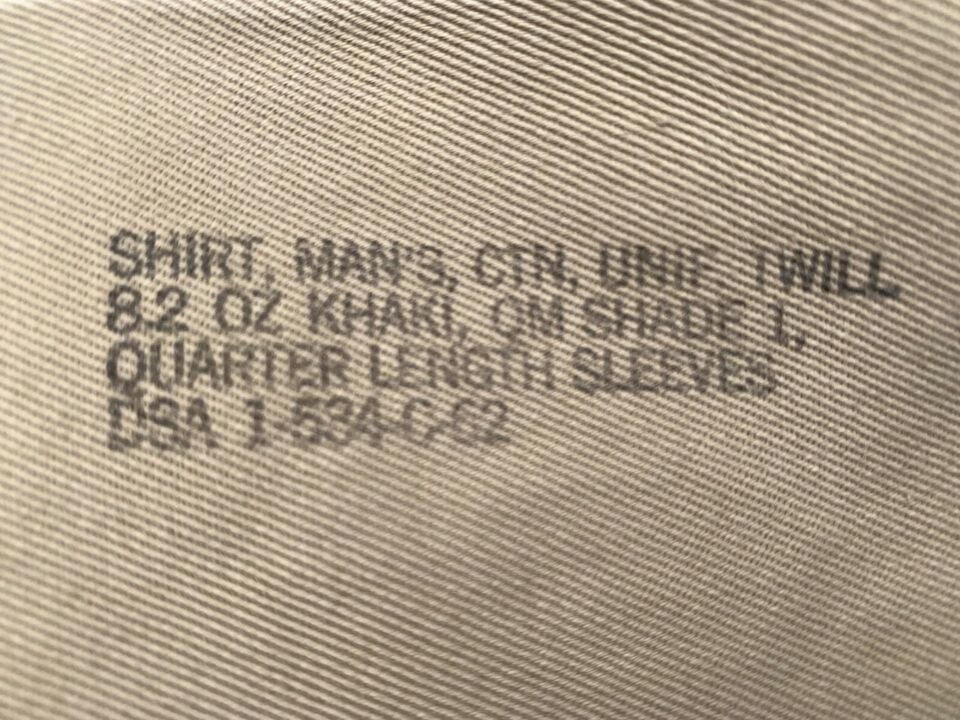 SHIRT, MAN'S, CTN, UNIF. TWILL
8.2 OZ KHAKI, QM SHADE 1,
QUARTER LENGTH SLEEVES
DSA 1-534-C-62